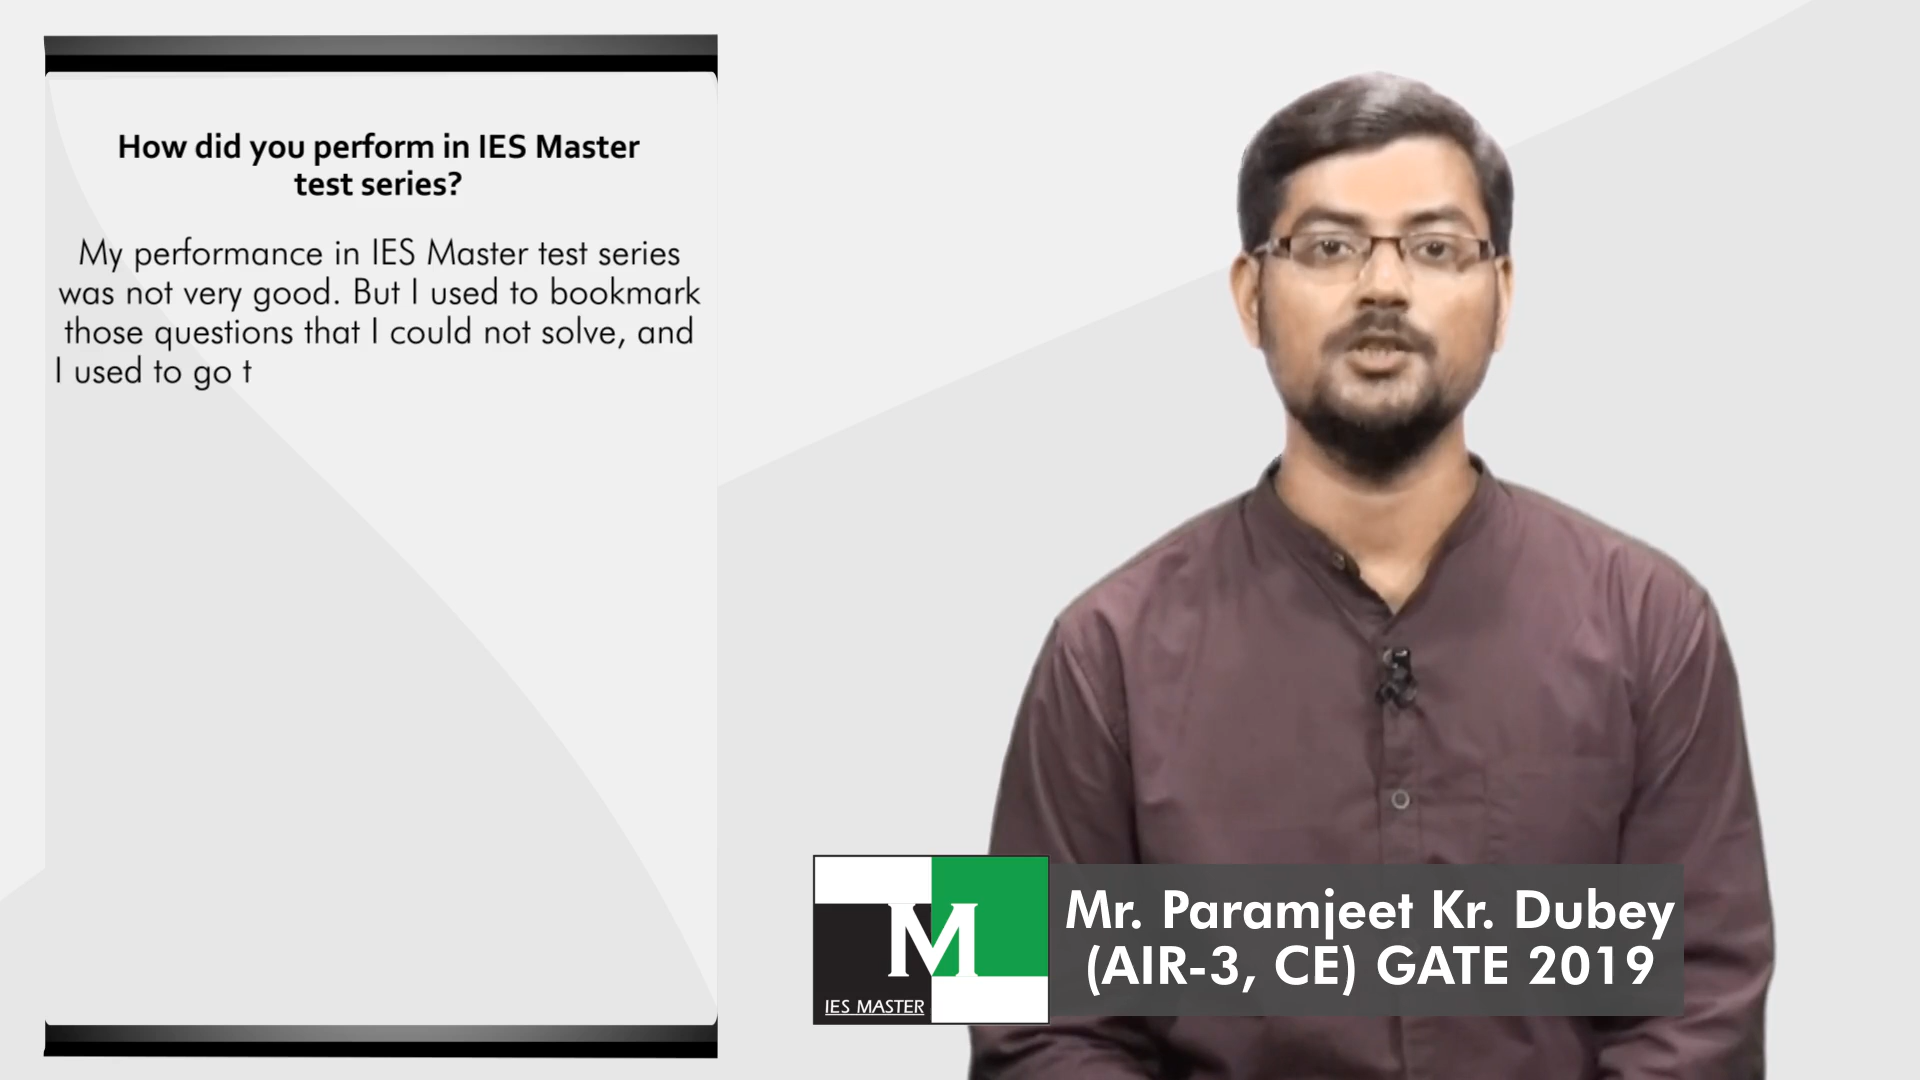 How did you perform in IES Master
test series?
My performance in IES Master test series
was not very good. But I used to bookmark
those questions that I could not solve, and
I used to go t
M
IES MASTER
Mr. Paramjeet Kr. Dubey
(AIR-3, CE) GATE 2019